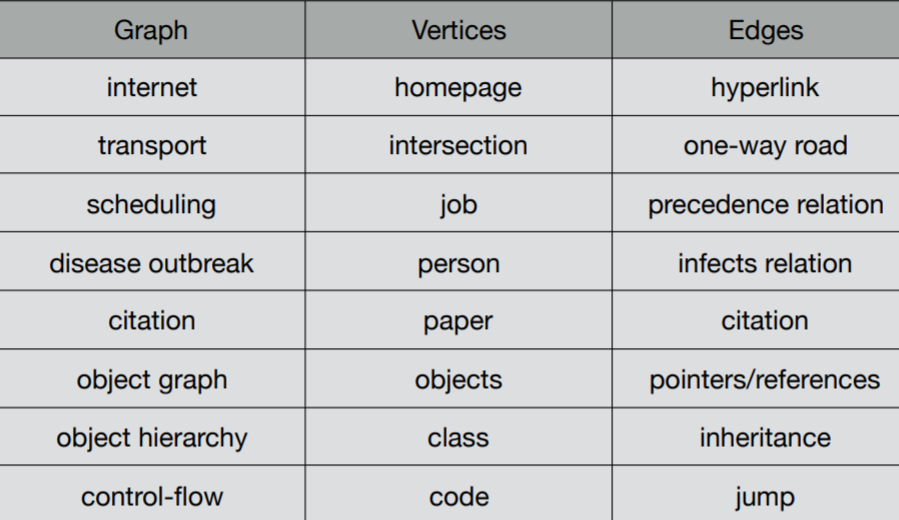 Graph Vertices Edges
internet homepage hyperlink
transport intersection one-way road
scheduling job precedence relation
disease outbreak person infects relation
citation paper citation
object graph objects pointers/references
object hierarchy class inheritance
control-flow code jump